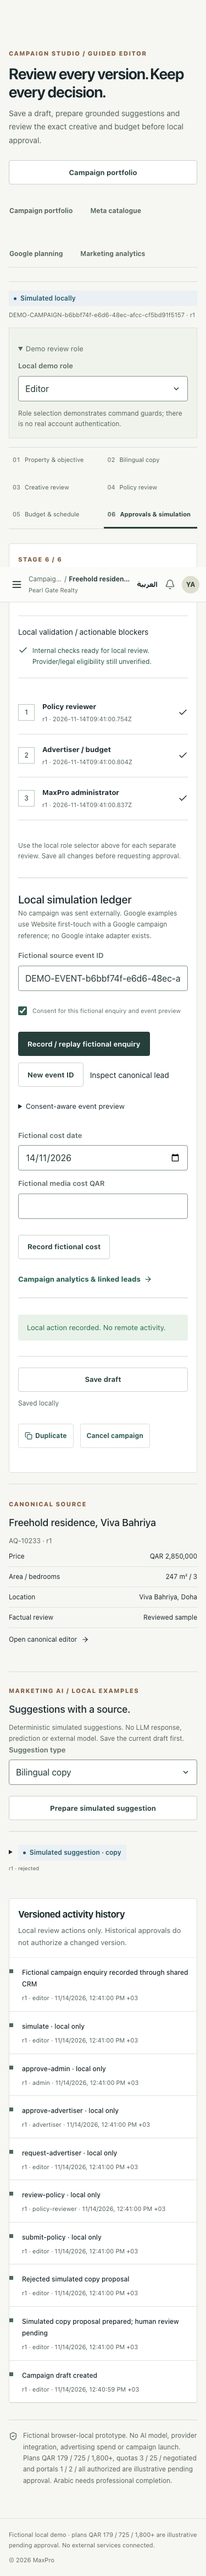 CAMPAIGN STUDIO / GUIDED EDITOR
Review every version. Keep
every decision.
Save a draft, prepare grounded suggestions and
review the exact creative and budget before local
approval.
Campaign portfolio
Campaign portfolio Meta catalogue
Google planning Marketing analytics
Simulated locally
DEMO-CAMPAIGN-b6bbf74f-e6d6-48ec-afcc-cf5bd91f5157 · r1
Demo review role
Local demo role
Editor
Role selection demonstrates command guards; there
is no real account authentication.
01 Property & objective 02 Bilingual copy
03 Creative review 04 Policy review
05 Budget & schedule 06 Approvals & simulation
STAGE 6 / 6
Campaig... / Freehold residen...
Pearl Gate Realty
العربية
YA
Local validation / actionable blockers
Internal checks ready for local review.
Provider/legal eligibility still unverified.
1 Policy reviewer
r1 · 2026-11-14T09:41:00.754Z
2 Advertiser / budget
r1 · 2026-11-14T09:41:00.804Z
3 MaxPro administrator
r1 · 2026-11-14T09:41:00.837Z
Use the local role selector above for each separate
review. Save all changes before requesting approval.
Local simulation ledger
No campaign was sent externally. Google examples
use Website first-touch with a Google campaign
reference; no Google intake adapter exists.
Fictional source event ID
DEMO-EVENT-b6bbf74f-e6d6-48ec-a
Consent for this fictional enquiry and event preview
Record / replay fictional enquiry
New event ID Inspect canonical lead
Consent-aware event preview
Fictional cost date
14/11/2026
Fictional media cost QAR
Record fictional cost
Campaign analytics & linked leads
Local action recorded. No remote activity.
Save draft
Saved locally
Duplicate Cancel campaign
CANONICAL SOURCE
Freehold residence, Viva Bahriya
AQ-10233 · r1
Price QAR 2,850,000
Area / bedrooms 247 m² / 3
Location Viva Bahriya, Doha
Factual review Reviewed sample
Open canonical editor
MARKETING AI / LOCAL EXAMPLES
Suggestions with a source.
Deterministic simulated suggestions. No LLM response,
prediction or external model. Save the current draft first.
Suggestion type
Bilingual copy
Prepare simulated suggestion
Simulated suggestion · copy
r1 · rejected
Versioned activity history
Local review actions only. Historical approvals do
not authorize a changed version.
Fictional campaign enquiry recorded through shared
CRM
r1 · editor · 11/14/2026, 12:41:00 PM +03
simulate · local only
r1 · editor · 11/14/2026, 12:41:00 PM +03
approve-admin · local only
r1 · admin · 11/14/2026, 12:41:00 PM +03
approve-advertiser · local only
r1 · advertiser · 11/14/2026, 12:41:00 PM +03
request-advertiser · local only
r1 · editor · 11/14/2026, 12:41:00 PM +03
review-policy · local only
r1 · policy-reviewer · 11/14/2026, 12:41:00 PM +03
submit-policy · local only
r1 · editor · 11/14/2026, 12:41:00 PM +03
Rejected simulated copy proposal
r1 · editor · 11/14/2026, 12:41:00 PM +03
Simulated copy proposal prepared; human review
pending
r1 · editor · 11/14/2026, 12:41:00 PM +03
Campaign draft created
r1 · editor · 11/14/2026, 12:40:59 PM +03
Fictional browser-local prototype. No AI model, provider
integration, advertising spend or campaign launch.
Plans QAR 179 / 725 / 1,800+, quotas 3 / 25 / negotiated
and portals 1 / 2 / all authorized are illustrative pending
approval. Arabic needs professional completion.
Fictional local demo · plans QAR 179 / 725 / 1,800+ are illustrative
pending approval. No external services connected.
© 2026 MaxPro